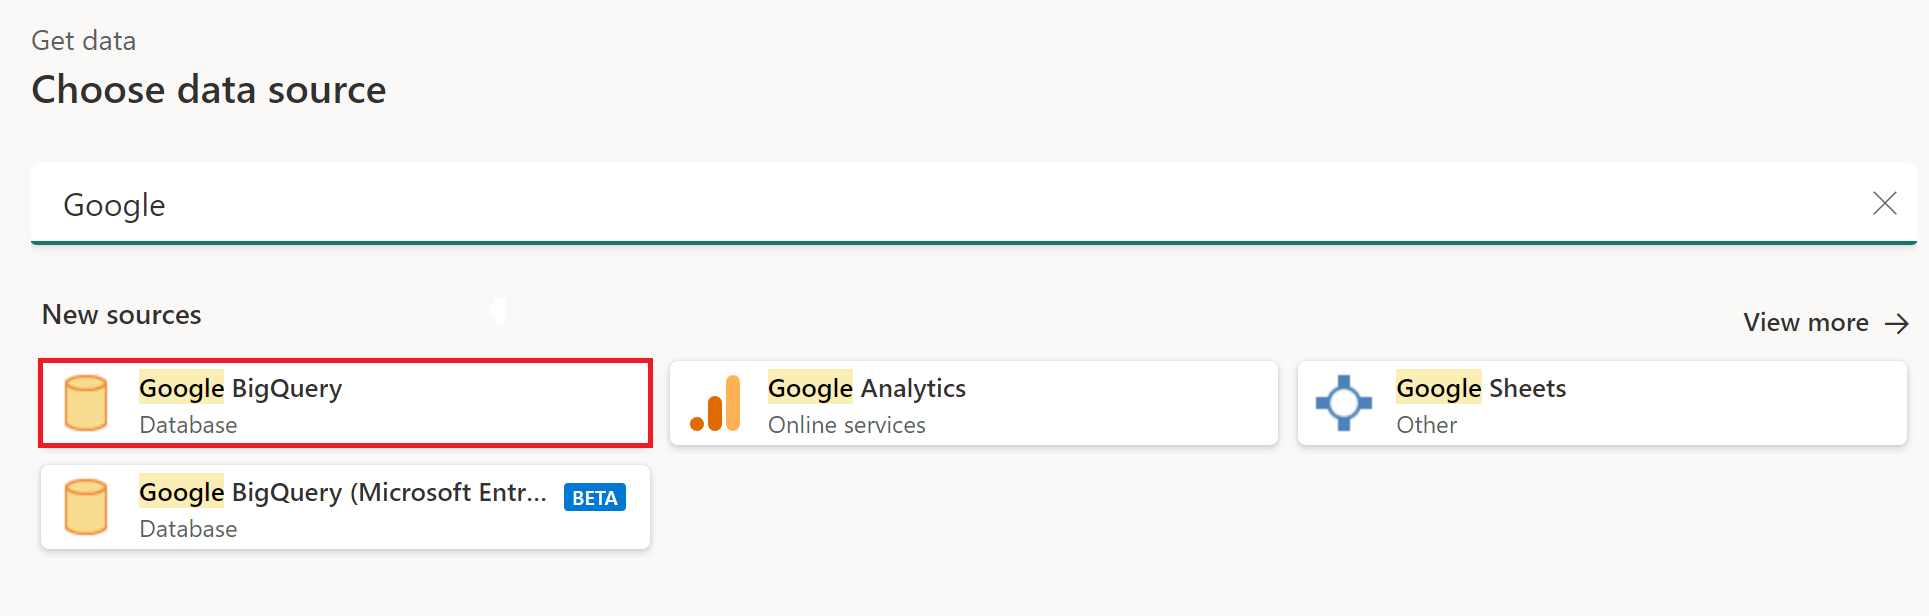 Get data
Choose data source
Google
New sources
View more
Google BigQuery
Database
Google Analytics
Online services
Google Sheets
Other
Google BigQuery (Microsoft Entr... BETA
Database